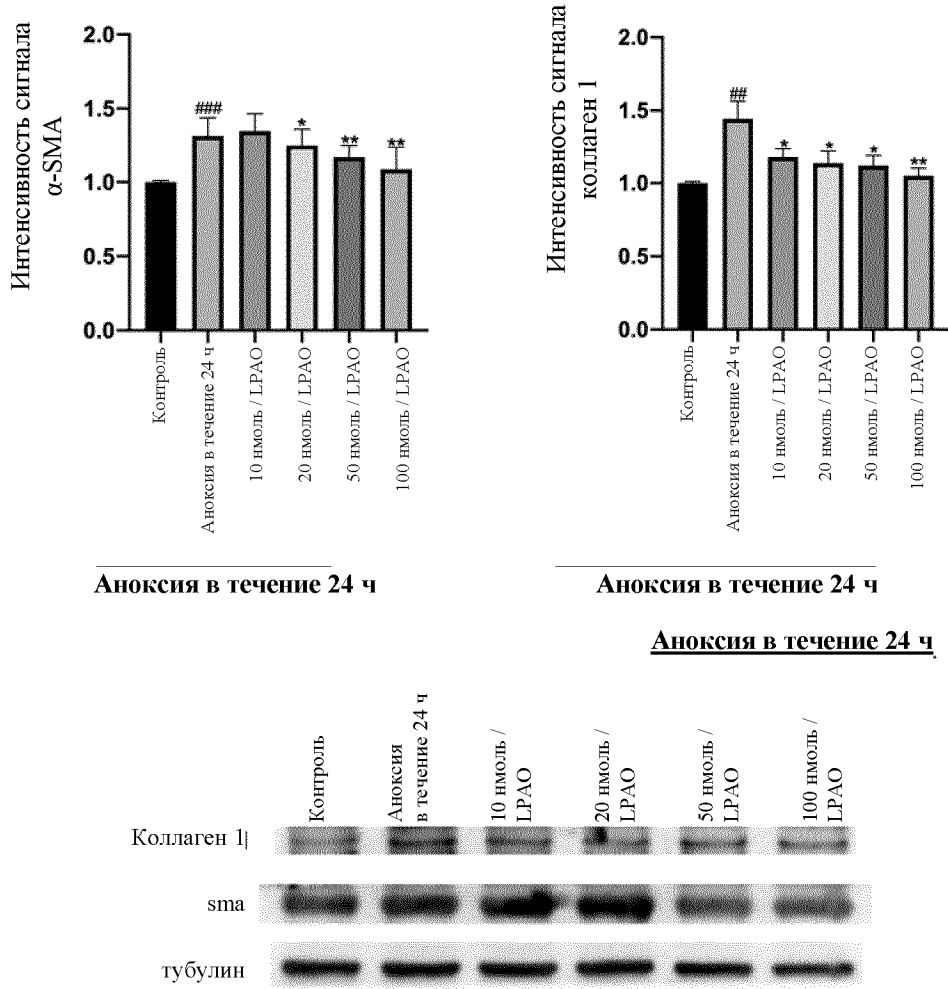 Интенсивность сигнала
α-SMA
2.0
1.5
1.0
0.5
0.0
###
*
**
**
Контроль
Аноксия в течение 24 ч
10 нмоль / LPAO
20 нмоль / LPAO
50 нмоль / LPAO
100 нмоль / LPAO
Аноксия в течение 24 ч
Интенсивность сигнала
коллаген 1
2.0
1.5
1.0
0.5
0.0
##
*
*
*
**
Контроль
Аноксия в течение 24 ч
10 нмоль / LPAO
20 нмоль / LPAO
50 нмоль / LPAO
100 нмоль / LPAO
Аноксия в течение 24 ч
Аноксия в течение 24 ч
Контроль
Аноксия
в течение 24 ч
10 нмоль /
LPAO
20 нмоль /
LPAO
50 нмоль /
LPAO
100 нмоль /
LPAO
Коллаген 1
sma
тубулин